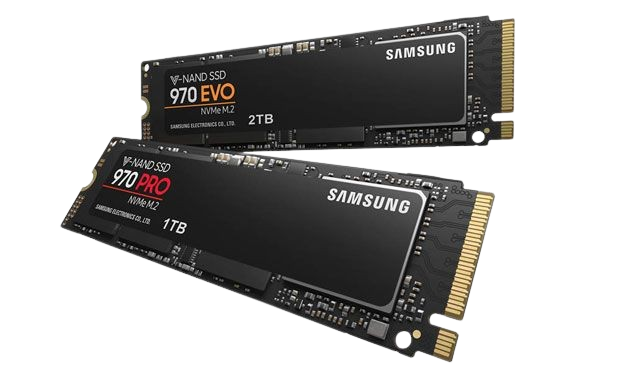 V-NAND SSD
970 EVO
NVMe M.2
SAMSUNG ELECTRONICS CO., LTD.
2TB
SAMSUNG
V-NAND SSD
970 PRO
NVMe M.2
SAMSUNG ELECTRONICS CO., LTD.
1TB
SAMSUNG